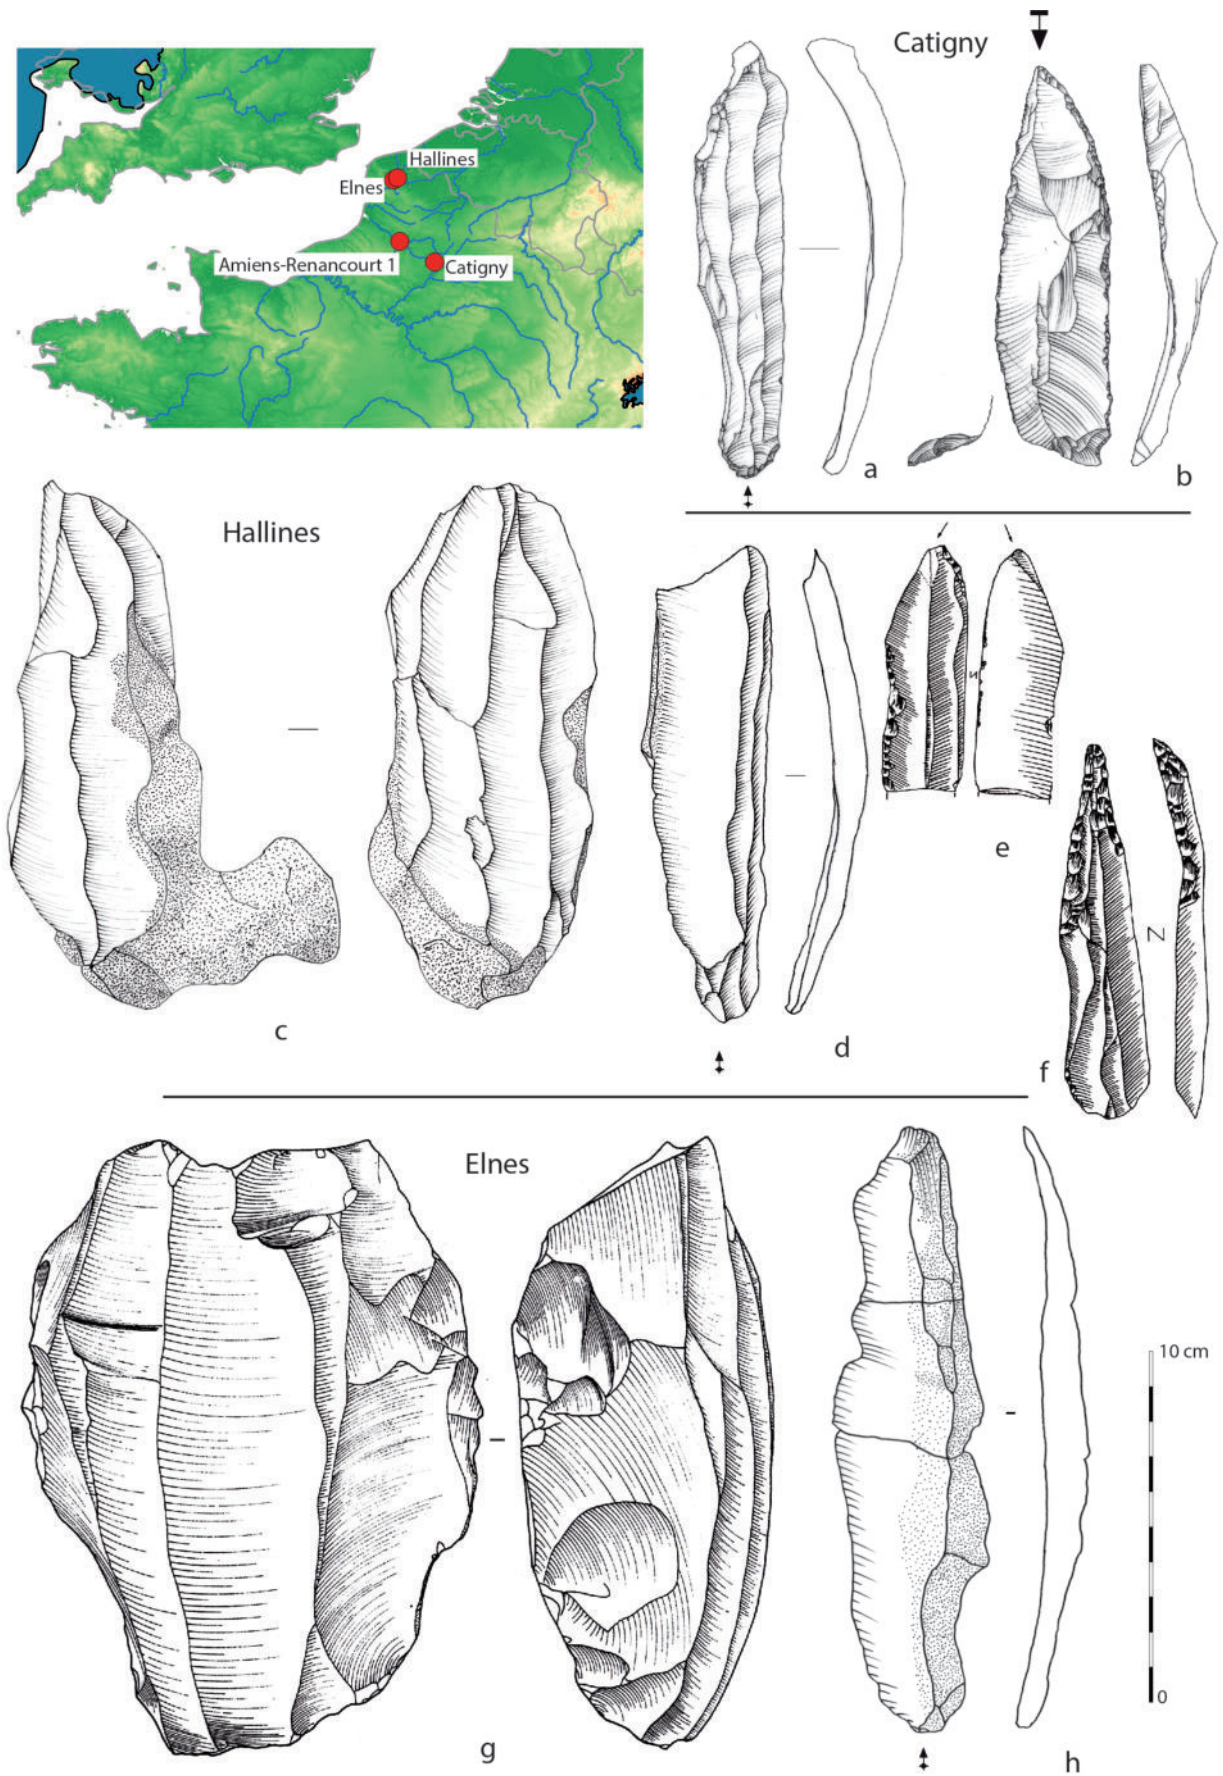 Catigny
Hallines
Elnes
Amiens-Renancourt 1
Catigny
a
b
Hallines
c
d
e
f
Elnes
10 cm
0
g
h